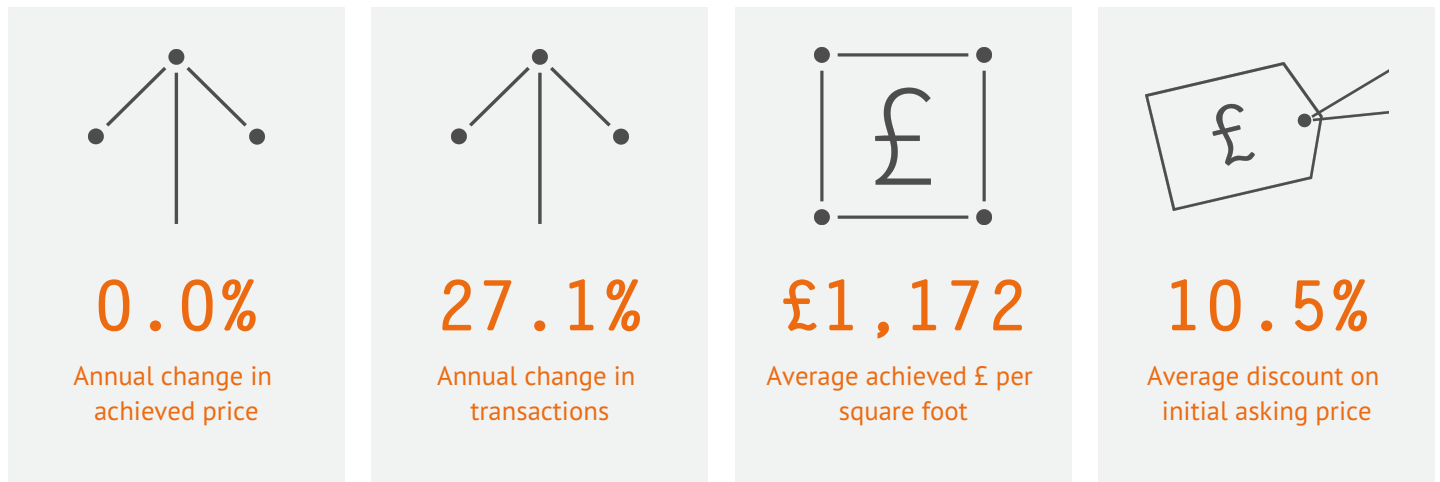 0.0%
Annual change in
achieved price
27.1%
Annual change in
transactions
£
£1,172
Average achieved £ per
square foot
£
10.5%
Average discount on
initial asking price